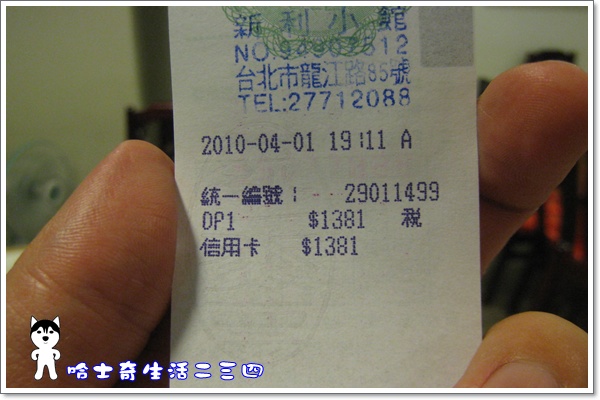 新利小館
台北市龍江路86號
TEL:27712088
2010-04-01 19:11 A
統一編號: 29011499
OP1 $1381 稅
信用卡 $1381
哈士奇生活二三四